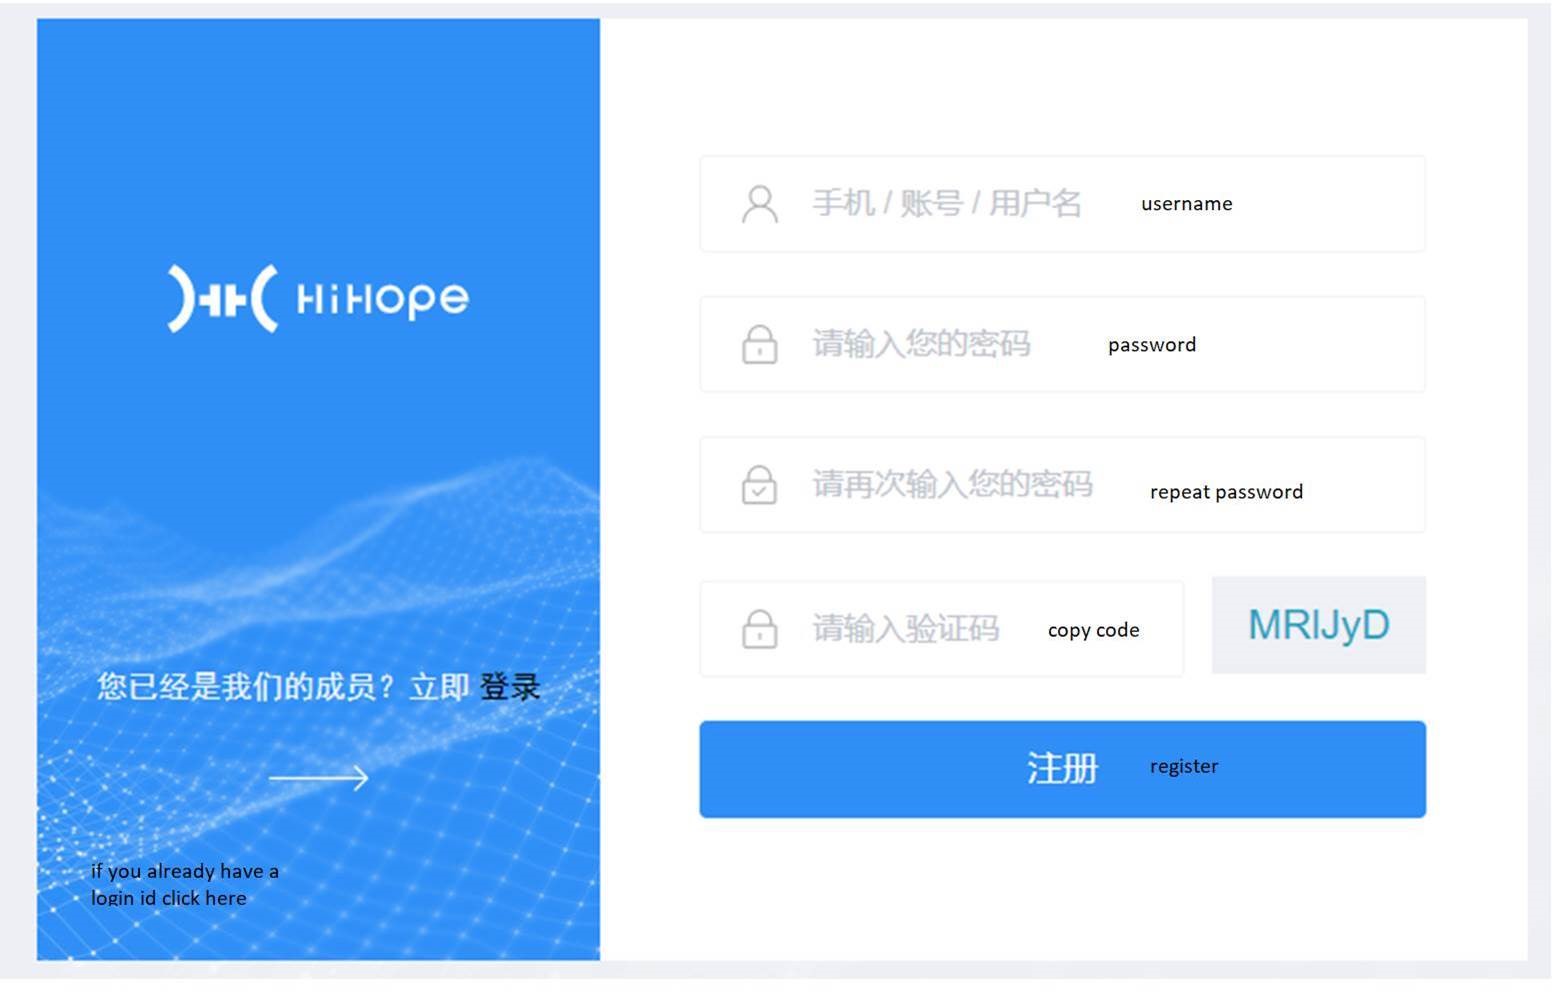 HiHope
您已经是我们的成员？立即 登录
if you already have a
login id click here
手机 / 账号 / 用户名 username
请输入您的密码 password
请再次输入您的密码 repeat password
请输入验证码 copy code
MRIJyD
注册 register